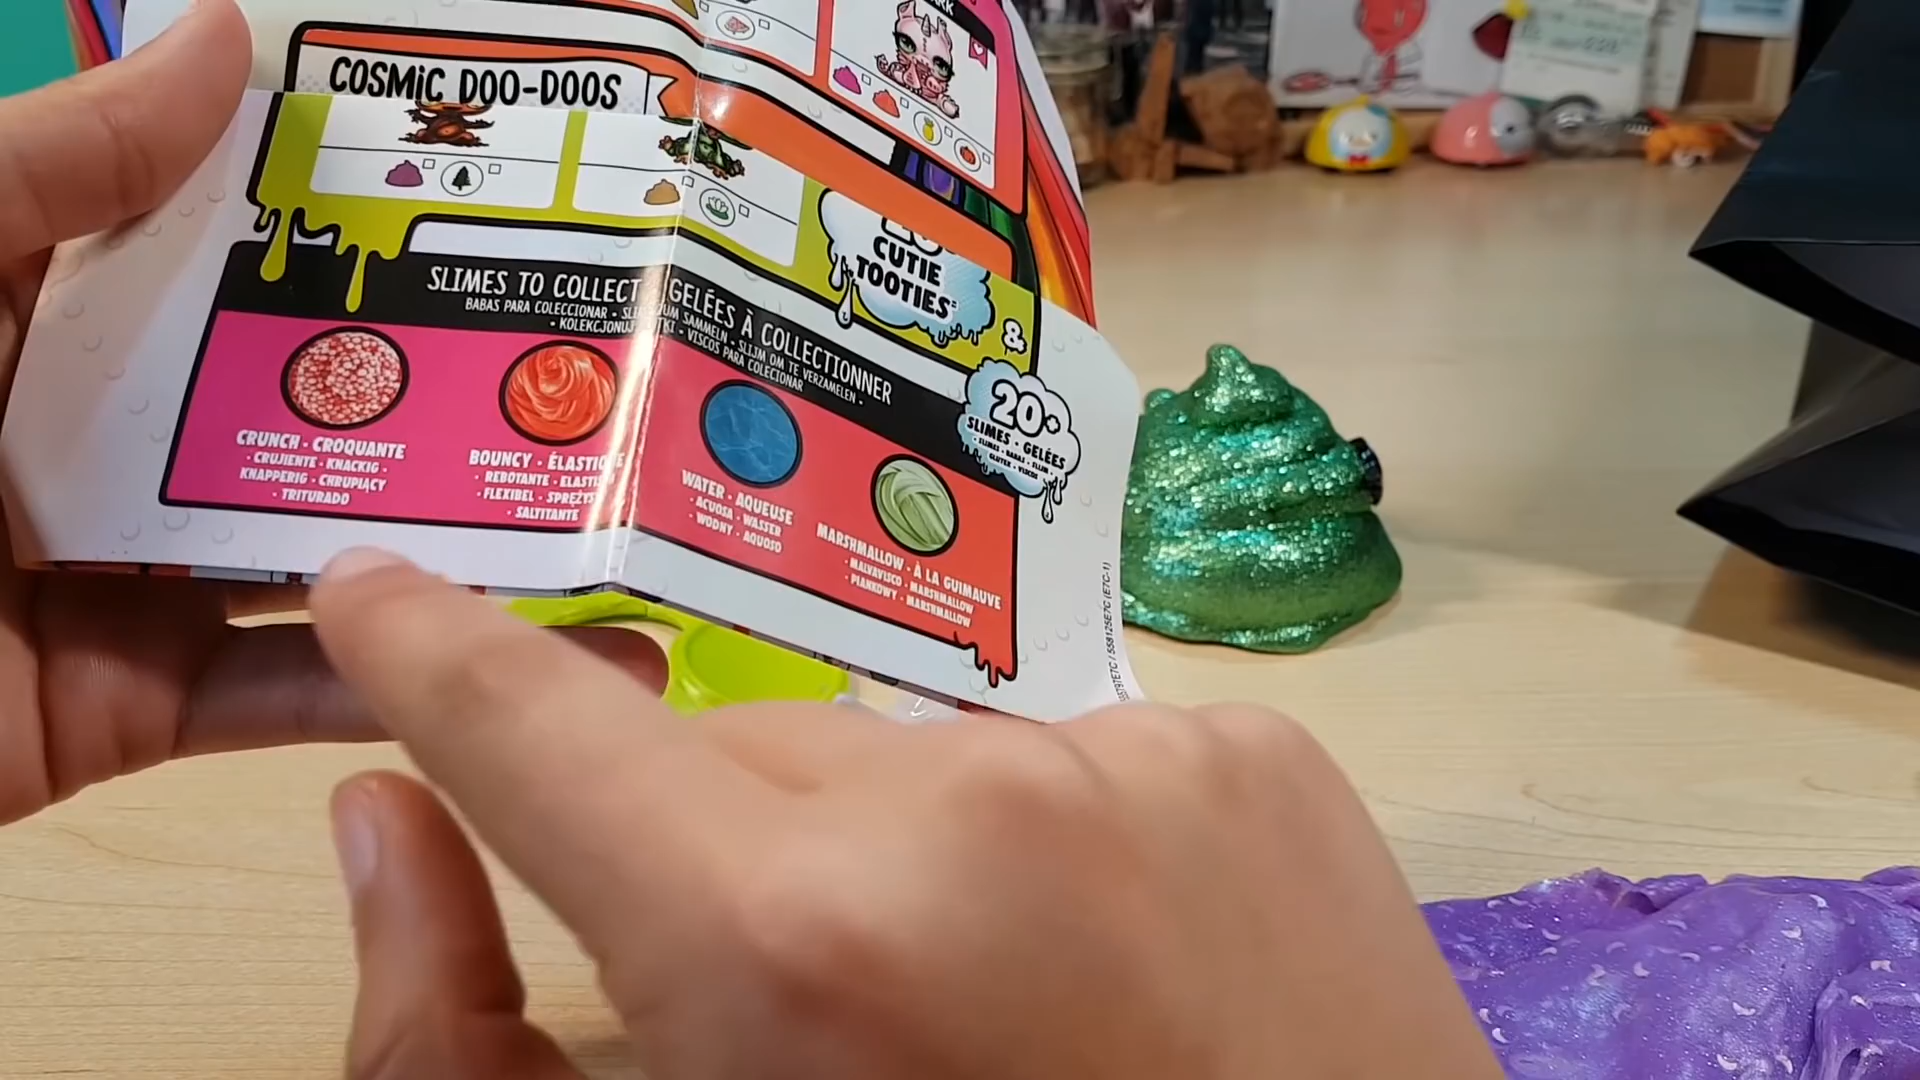 COSMiC DOO-DOOS
CUTIE
TOOTIES
&
SLIMES TO COLLECT GELÉES À COLLECTIONNER
BABAS PARA COLECCIONAR • ZUM SAMMELN • SLIJM OM TE VERZAMELEN •
• VISCOS PARA COLECIONAR
20+
SLIMES • GELÉES
CRUNCH • CROQUANTE
• CRUJIENTE • KNACKIG •
KNAPPERIG • CHRUPIĄCY
• TRITURADO
BOUNCY • ÉLASTIQUE
• REBOTANTE •
• FLEXIBEL •
• SALTITANTE
WATER • AQUEUSE
• ACUOSA • WASSER
• WODNY • AQUOSO
MARSHMALLOW • À LA GUIMAUVE
• MALVAVISCO • MARSHMALLOW
• PIANKOWY • MARSHMALLOW